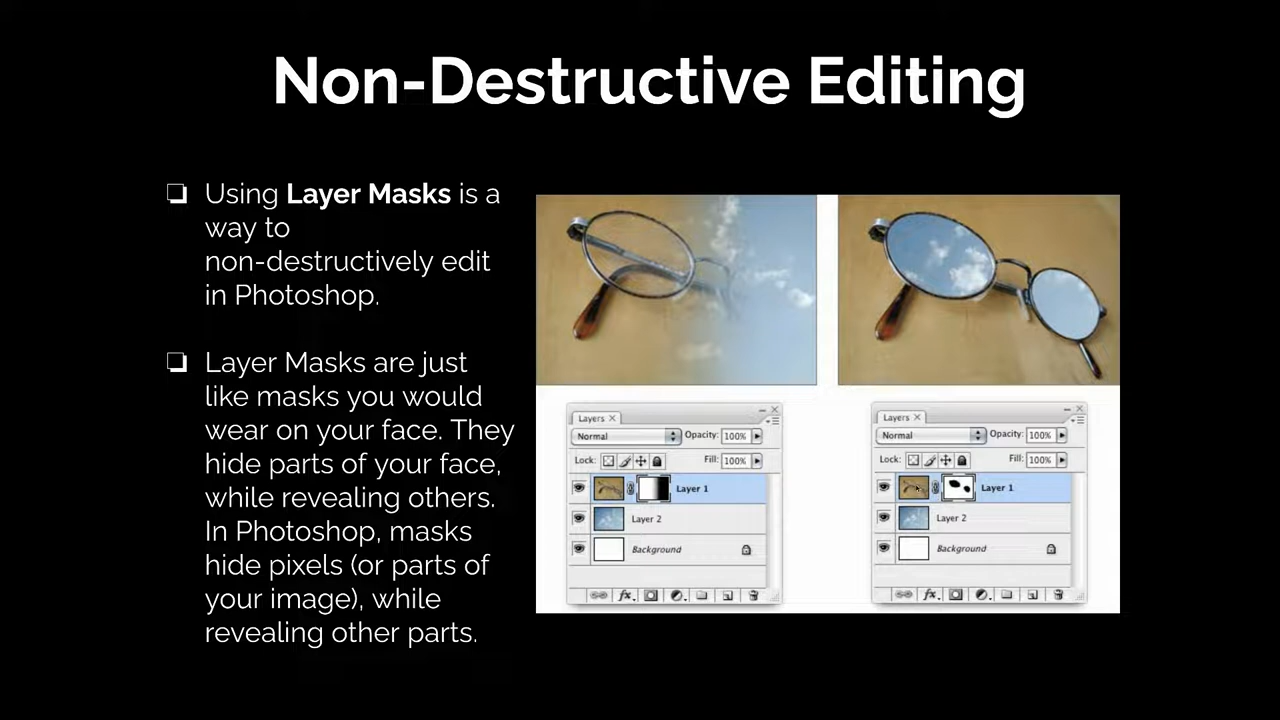 Non-Destructive Editing
❏ Using Layer Masks is a
way to
non-destructively edit
in Photoshop.
❏ Layer Masks are just
like masks you would
wear on your face. They
hide parts of your face,
while revealing others.
In Photoshop, masks
hide pixels (or parts of
your image), while
revealing other parts.
Layers
Normal Opacity: 100%
Lock: Fill: 100%
Layer 1
Layer 2
Background
fx
Layers
Normal Opacity: 100%
Lock: Fill: 100%
Layer 1
Layer 2
Background
fx